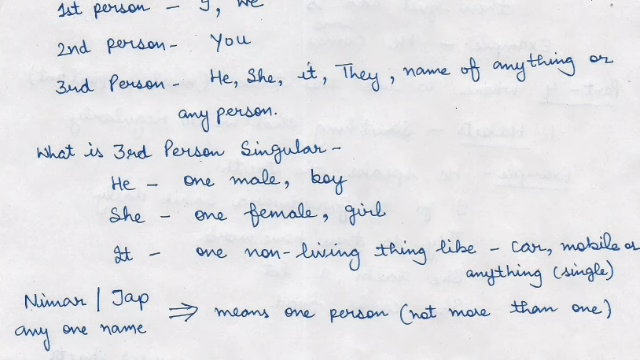 1st person - I, We
2nd person- You
3rd Person - He, She, it, They, name of anything or
any person.
What is 3rd Person Singular -
He - one male, boy
She - one female, girl
It - one non-living thing like - car, mobile or
anything (single)
Nimar | Jap ⇒ means one person (not more than one)
any one name